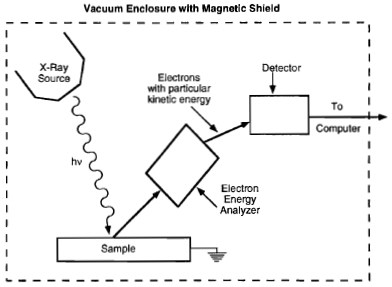 Vacuum Enclosure with Magnetic Shield
X-Ray
Source
Electrons
with particular
kinetic energy
Detector
To
Computer
hv
Electron
Energy
Analyzer
Sample